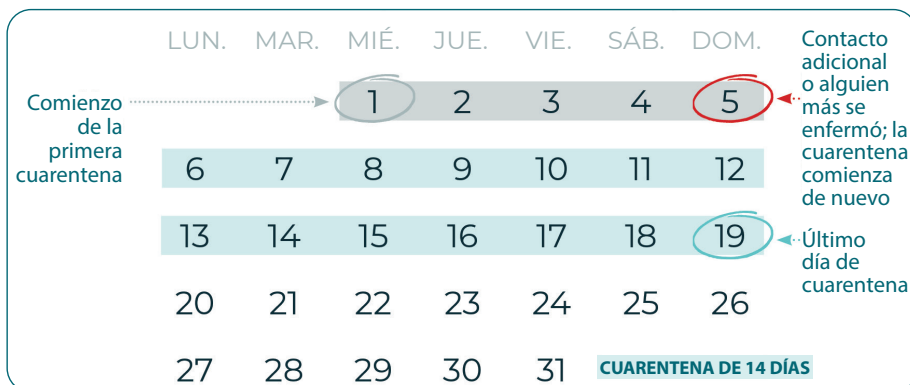 LUN. MAR. MIÉ. JUE. VIE. SÁB. DOM.
Comienzo
de la
primera
cuarentena
1 2 3 4 5
Contacto
adicional
o alguien
más se
enfermó; la
cuarentena
comienza
de nuevo
6 7 8 9 10 11 12
13 14 15 16 17 18 19
Último
día de
cuarentena
20 21 22 23 24 25 26
27 28 29 30 31
CUARENTENA DE 14 DÍAS